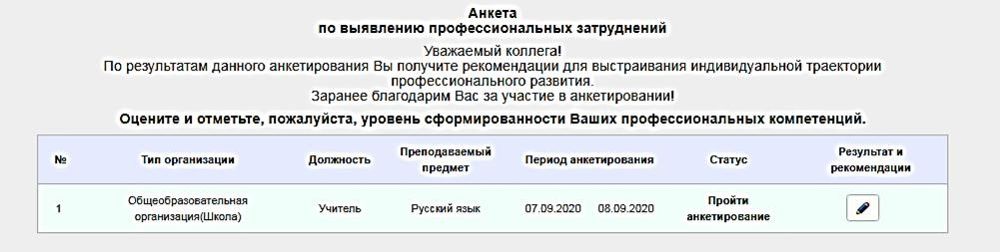 Анкета
по выявлению профессиональных затруднений
Уважаемый коллега!
По результатам данного анкетирования Вы получите рекомендации для выстраивания индивидуальной траектории
профессионального развития.
Заранее благодарим Вас за участие в анкетировании!
Оцените и отметьте, пожалуйста, уровень сформированности Ваших профессиональных компетенций.
№ Тип организации Должность Преподаваемый предмет Период анкетирования Статус Результат и рекомендации
1 Общеобразовательная организация(Школа) Учитель Русский язык 07.09.2020 08.09.2020 Пройти анкетирование